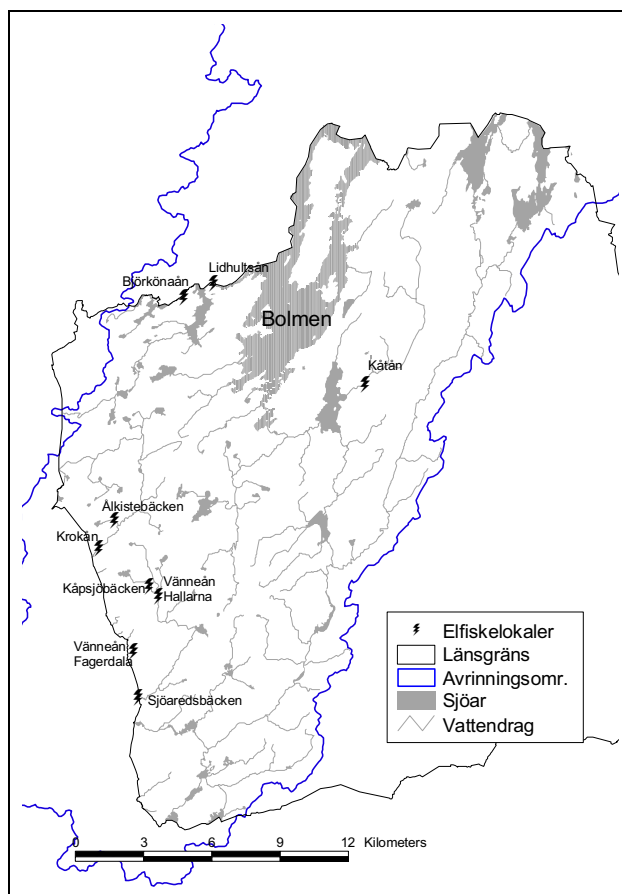 Lidhultsån
Björkönaån
Bolmen
Kåtån
Älkistebäcken
Krokån
Kåpsjöbäcken
Vänneån
Hallarna
Vänneån
Fagerdala
Sjöaredsbäcken
Elfiskelokaler
Länsgräns
Avrinningsomr.
Sjöar
Vattendrag
0 3 6 9 12 Kilometers